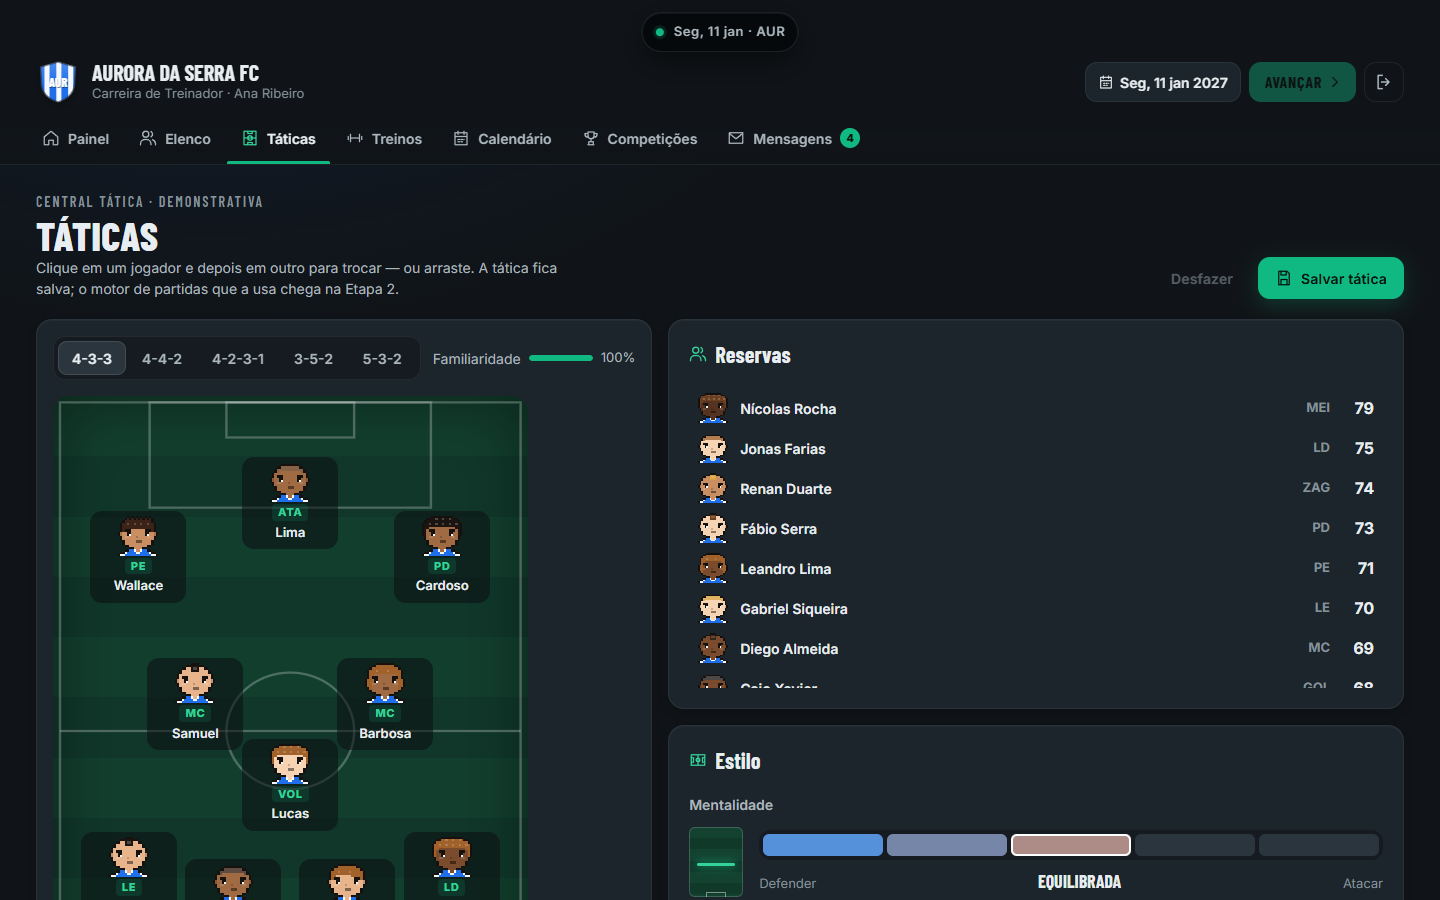 Seg, 11 jan · AUR
AUR
AURORA DA SERRA FC
Carreira de Treinador · Ana Ribeiro
Seg, 11 jan 2027
AVANÇAR
Painel
Elenco
Táticas
Treinos
Calendário
Competições
Mensagens
4
CENTRAL TÁTICA · DEMONSTRATIVA
TÁTICAS
Clique em um jogador e depois em outro para trocar — ou arraste. A tática fica
salva; o motor de partidas que a usa chega na Etapa 2.
Desfazer
Salvar tática
4-3-3
4-4-2
4-2-3-1
3-5-2
5-3-2
Familiaridade
100%
ATA
Lima
PE
Wallace
PD
Cardoso
MC
Samuel
MC
Barbosa
VOL
Lucas
LE
LD
Reservas
Nícolas Rocha MEI 79
Jonas Farias LD 75
Renan Duarte ZAG 74
Fábio Serra PD 73
Leandro Lima PE 71
Gabriel Siqueira LE 70
Diego Almeida MC 69
Caio Xavier GOL 68
Estilo
Mentalidade
Defender
EQUILIBRADA
Atacar